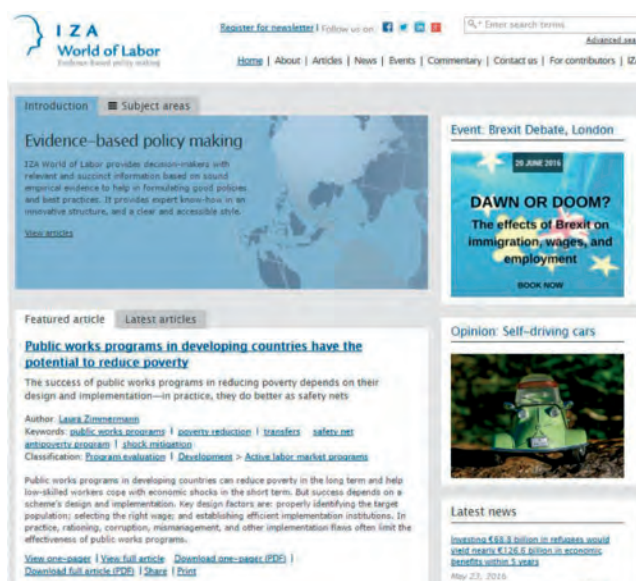 IZA
World of Labor
Evidence-based policy making
Register for newsletter | Follow us on:
Enter search terms
Advanced sea
Home | About | Articles | News | Events | Commentary | Contact us | For contributors | IZA
Introduction
Subject areas
Evidence-based policy making
IZA World of Labor provides decision-makers with
relevant and succinct information based on sound
empirical evidence to help in formulating good policies
and best practices. It provides expert know-how in an
innovative structure, and a clear and accessible style.
View articles
Event: Brexit Debate, London
20 JUNE 2016
DAWN OR DOOM?
The effects of Brexit on
immigration, wages, and
employment
BOOK NOW
Featured article
Latest articles
Public works programs in developing countries have the
potential to reduce poverty
The success of public works programs in reducing poverty depends on their
design and implementation—in practice, they do better as safety nets
Author: Laura Zimmermann
Keywords: public works programs | poverty reduction | transfers safety net
antipoverty program | shock mitigation
Classification: Program evaluation | Development > Active labor market programs
Public works programs in developing countries can reduce poverty in the long term and help
low-skilled workers cope with economic shocks in the short term. But success depends on a
scheme's design and implementation. Key design factors are: properly identifying the target
population; selecting the right wage; and establishing efficient implementation institutions. In
practice, rationing, corruption, mismanagement, and other implementation flaws often limit the
effectiveness of public works programs.
View one-pager | View full article Download one-pager (PDF) |
Download full article (PDF) | Share | Print
Opinion: Self-driving cars
Latest news
Investing €68.8 billion in refugees would
yield nearly €126.6 billion in economic
benefits within 5 years
May 23, 2016